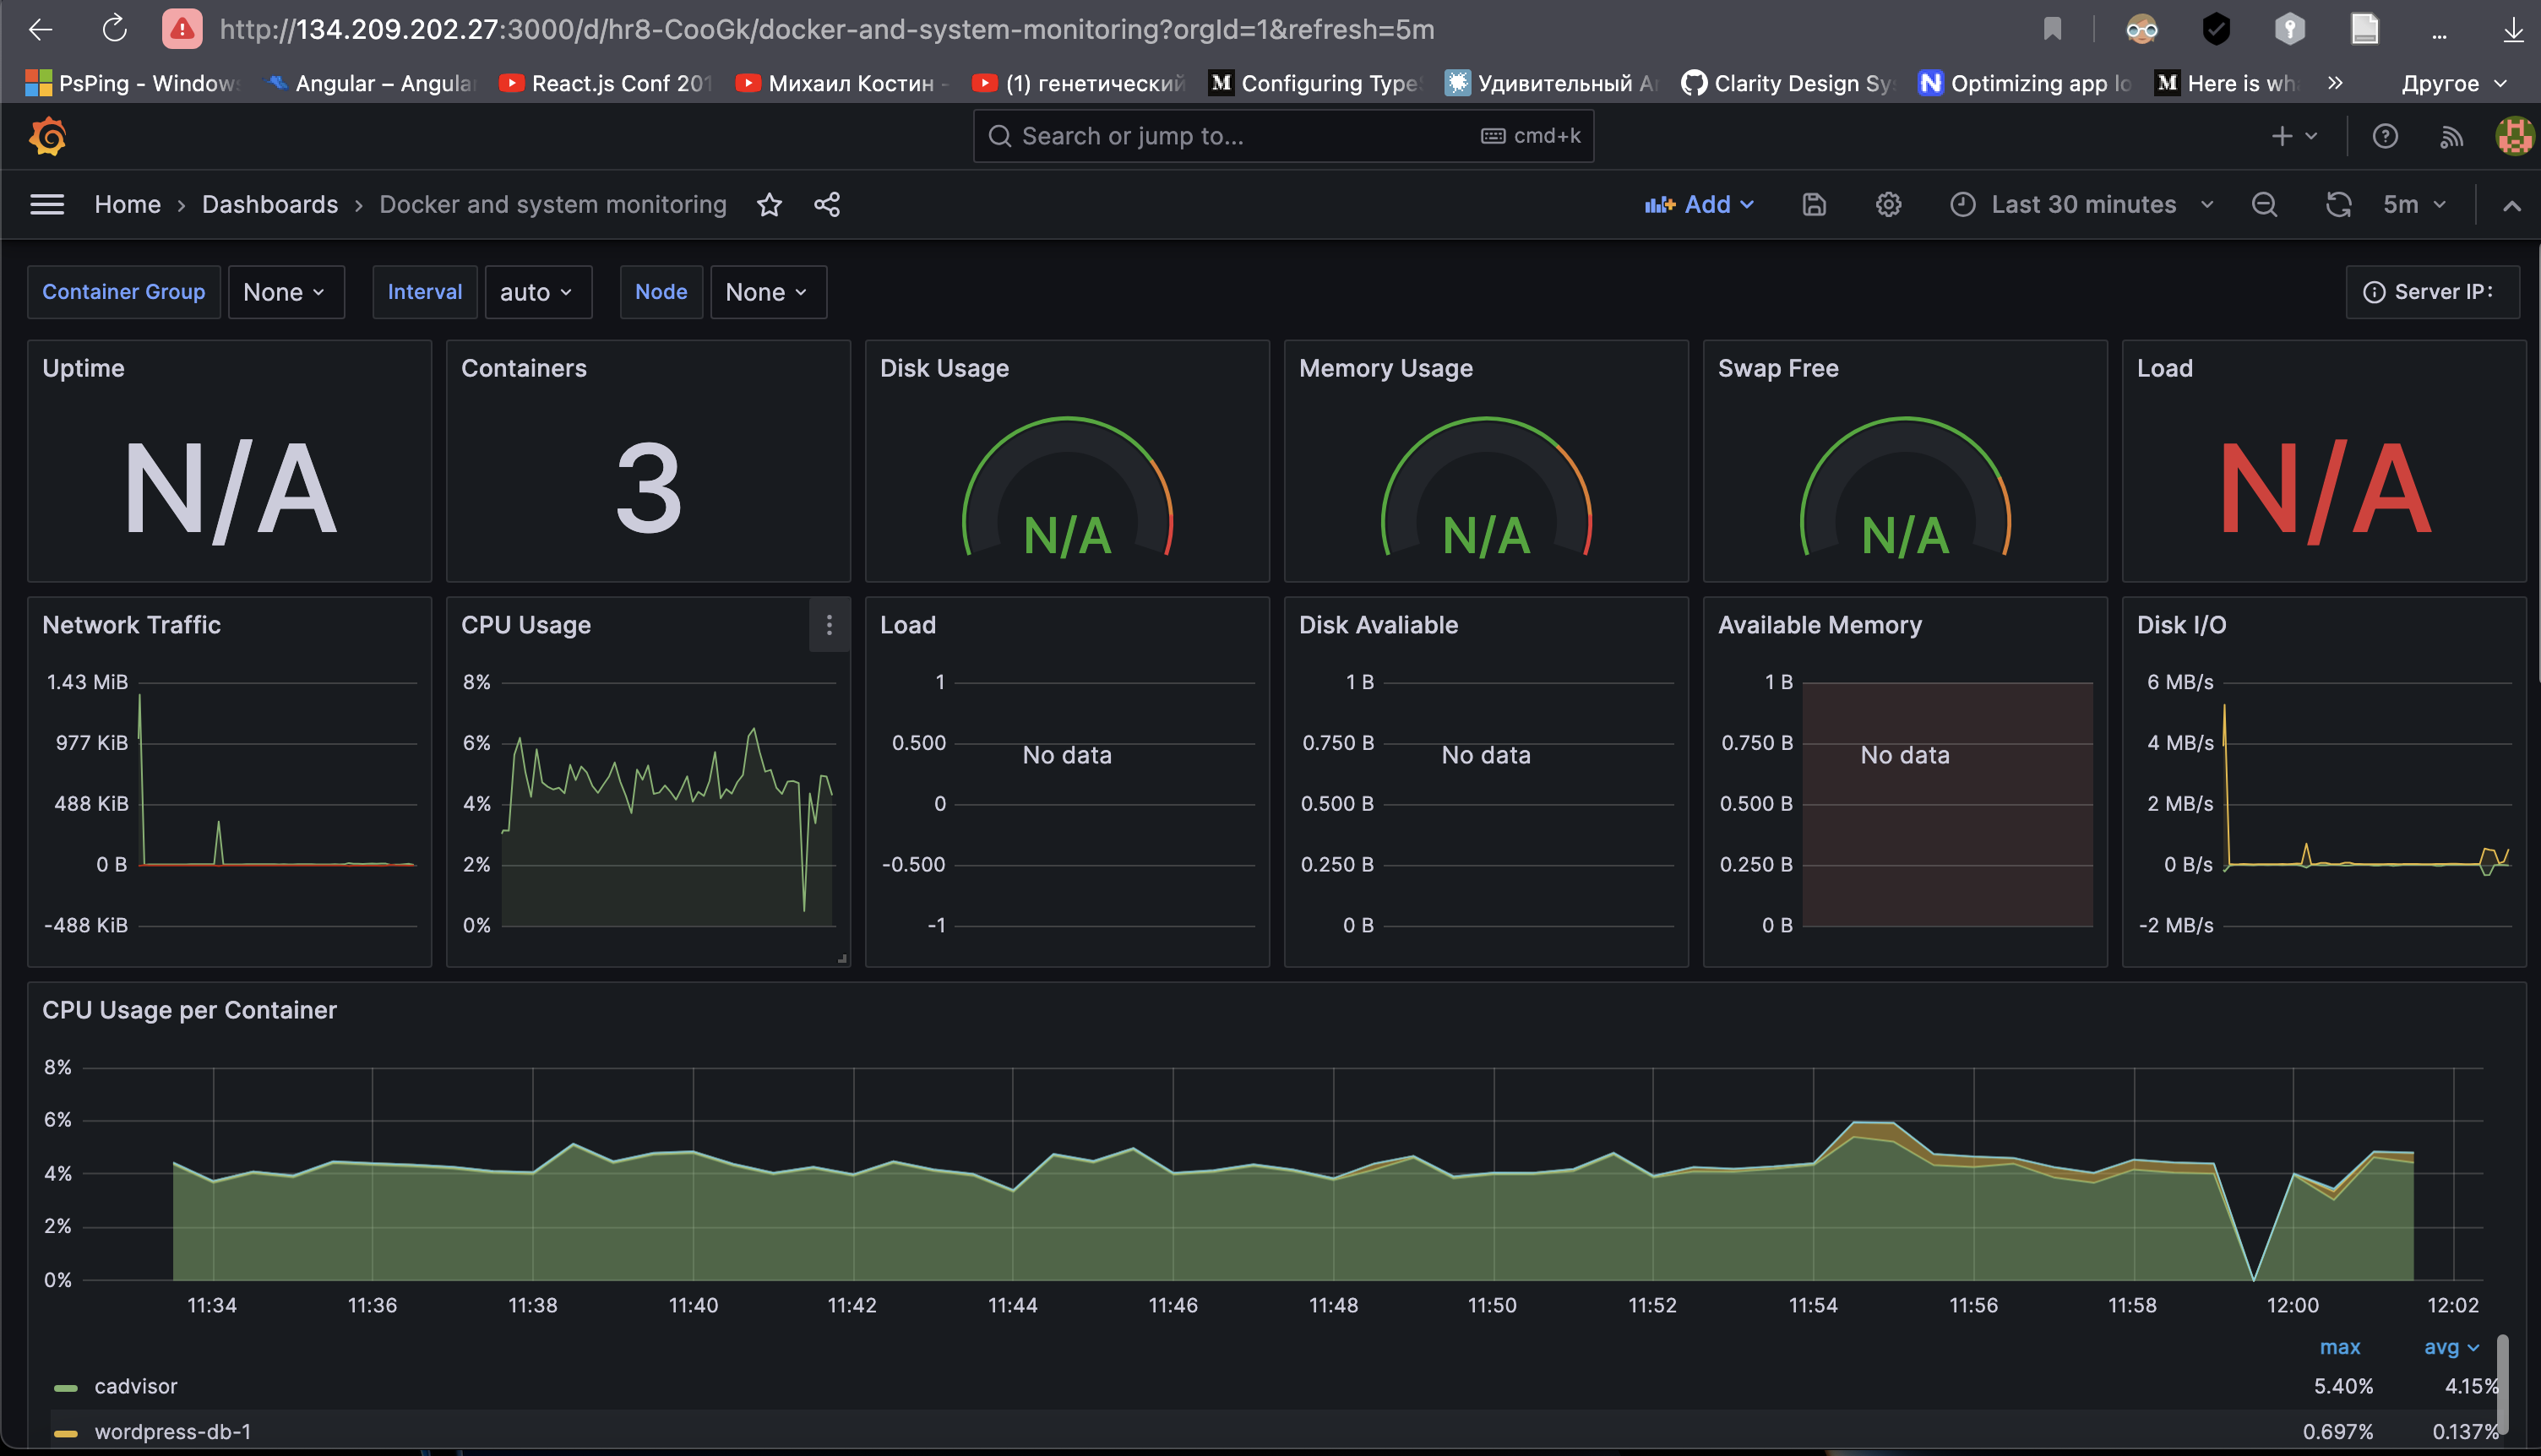 http://134.209.202.27:3000/d/hr8-CooGk/docker-and-system-monitoring?orgId=1&refresh=5m
...
PsPing - Windows
Angular – Angular
React.js Conf 201
Михаил Костин -
(1) генетический
Configuring Type
Удивительный
Clarity Design Sy
Optimizing app lo
Here is wh
Другое
Search or jump to...
cmd+k
Home
Dashboards
Docker and system monitoring
Add
Last 30 minutes
5m
Container Group
None
Interval
auto
Node
None
Server IP:
Uptime
N/A
Containers
3
Disk Usage
N/A
Memory Usage
N/A
Swap Free
N/A
Load
N/A
Network Traffic
1.43 MiB
977 KiB
488 KiB
0 B
-488 KiB
CPU Usage
8%
6%
4%
2%
0%
Load
1
0.500
0
-0.500
-1
No data
Disk Avaliable
1 B
0.750 B
0.500 B
0.250 B
0 B
No data
Available Memory
1 B
0.750 B
0.500 B
0.250 B
0 B
No data
Disk I/O
6 MB/s
4 MB/s
2 MB/s
0 B/s
-2 MB/s
CPU Usage per Container
8%
6%
4%
2%
0%
11:34 11:36 11:38 11:40 11:42 11:44 11:46 11:48 11:50 11:52 11:54 11:56 11:58 12:00 12:02
max avg
cadvisor 5.40% 4.15%
wordpress-db-1 0.697% 0.137%